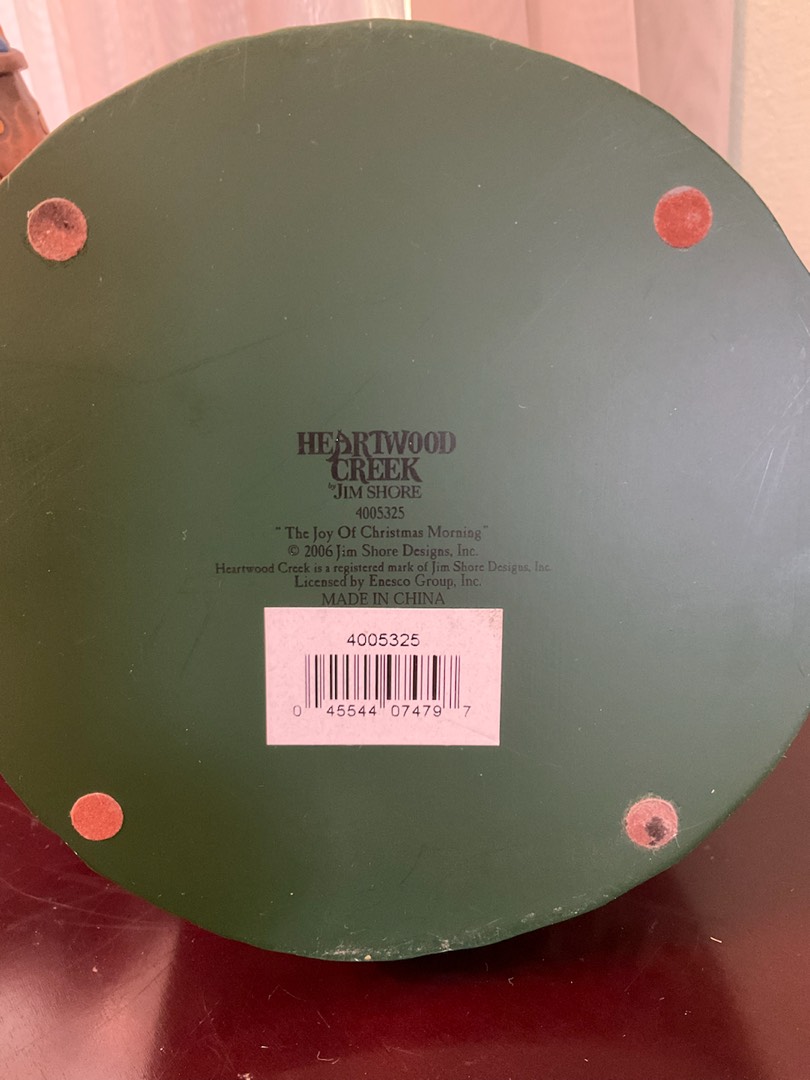 HEARTWOOD
CREEK
by JIM SHORE
4005325
"The Joy Of Christmas Morning"
© 2006 Jim Shore Designs, Inc.
Heartwood Creek is a registered mark of Jim Shore Designs, Inc.
Licensed by Enesco Group, Inc.
MADE IN CHINA
4005325
0 45544 07479 7